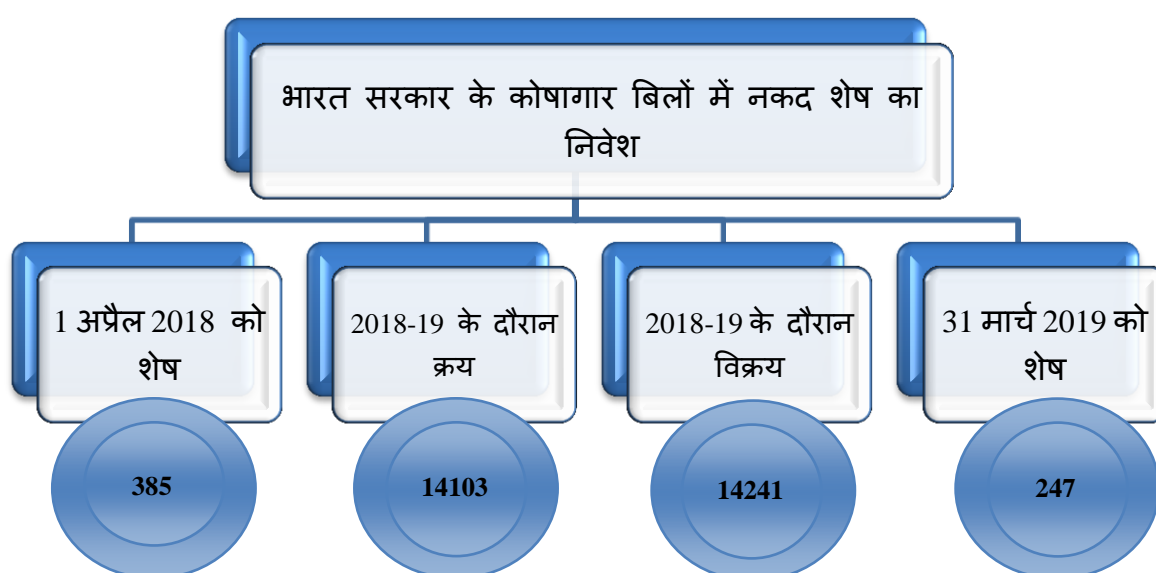 भारत सरकार के कोषागार बिलों में नकद शेष का
निवेश
1 अप्रैल 2018 को
शेष
2018-19 के दौरान
क्रय
2018-19 के दौरान
विक्रय
31 मार्च 2019 को
शेष
385
14103
14241
247